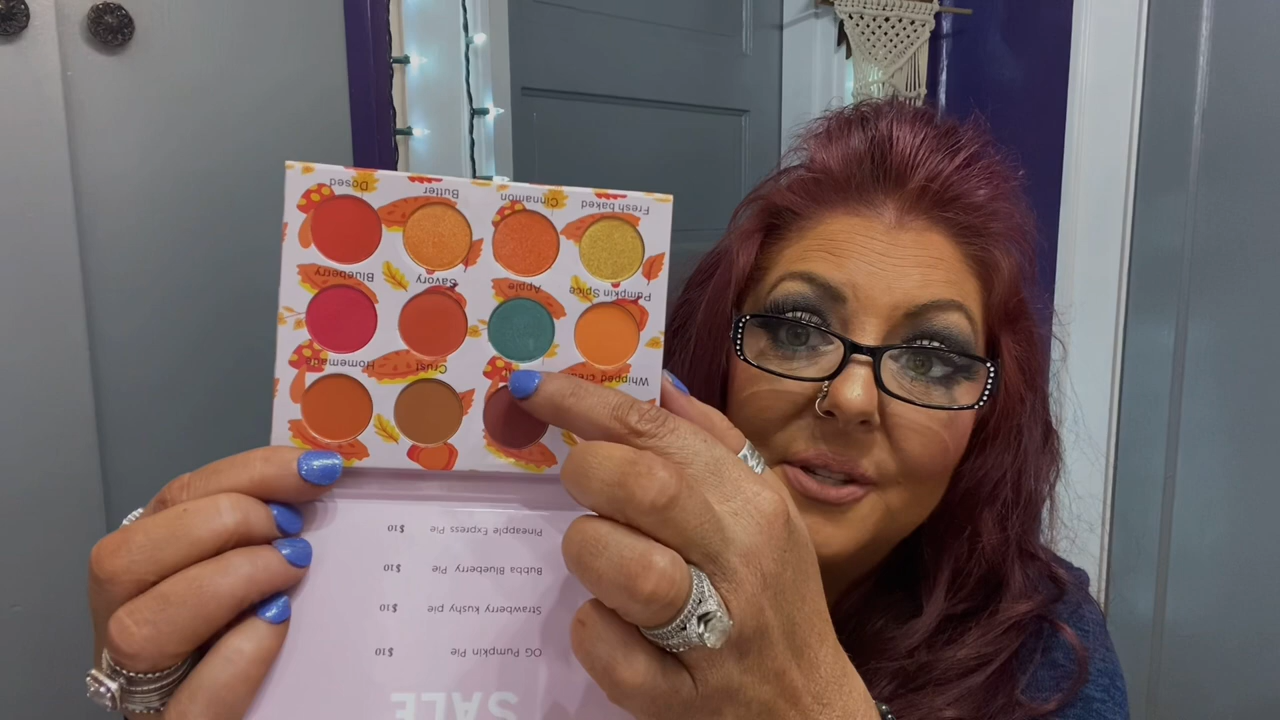 SALE
OG Pumpkin Pie $10
Strawberry kushy pie $10
Bubba Blueberry Pie $10
Pineapple Express Pie $10
Whipped Crust Homemade
Pumpkin Spice Apple Savory Blueberry
Fresh baked Cinnamon Butter Dosed